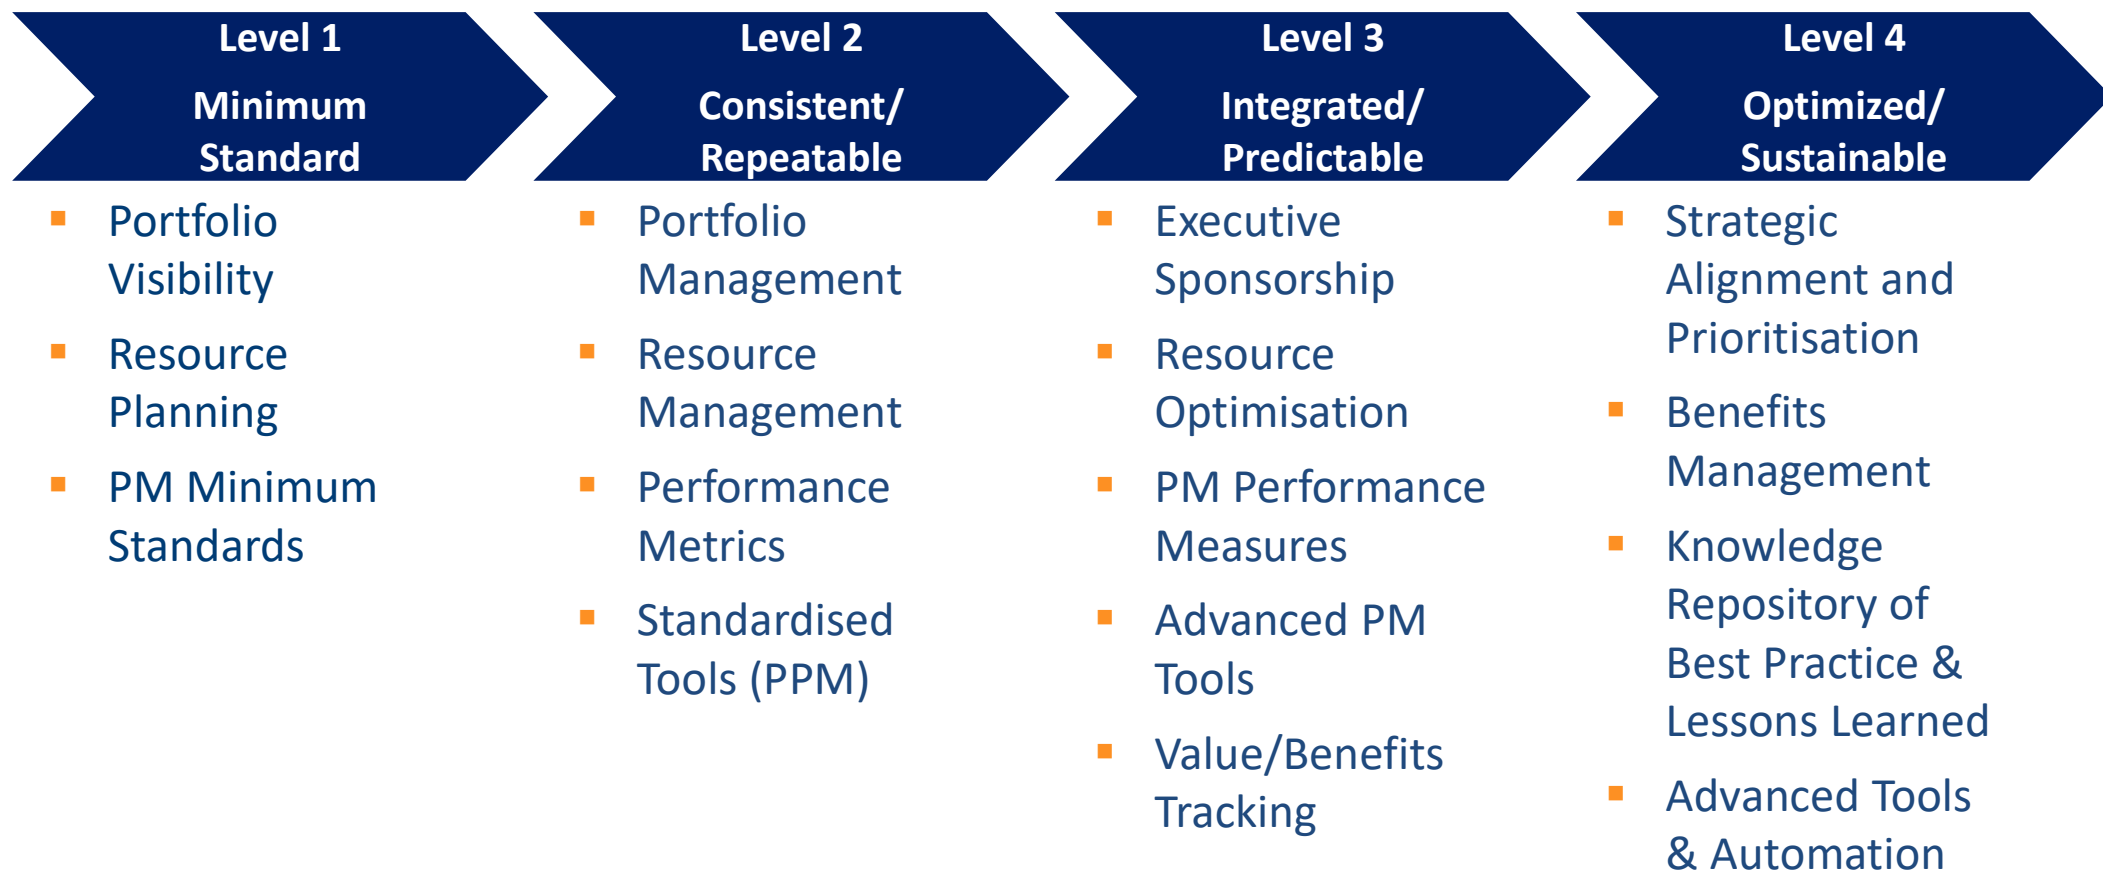 Level 1
Minimum
Standard
Portfolio
Visibility
Resource
Planning
PM Minimum
Standards
Level 2
Consistent/
Repeatable
Portfolio
Management
Resource
Management
Performance
Metrics
Standardised
Tools (PPM)
Level 3
Integrated/
Predictable
Executive
Sponsorship
Resource
Optimisation
PM Performance
Measures
Advanced PM
Tools
Value/Benefits
Tracking
Level 4
Optimized/
Sustainable
Strategic
Alignment and
Prioritisation
Benefits
Management
Knowledge
Repository of
Best Practice &
Lessons Learned
Advanced Tools
& Automation